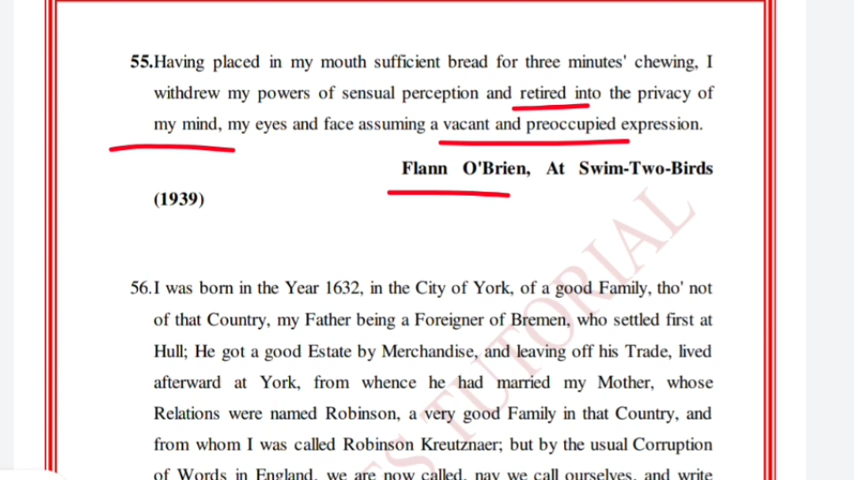 55.Having placed in my mouth sufficient bread for three minutes' chewing, I
withdrew my powers of sensual perception and retired into the privacy of
my mind, my eyes and face assuming a vacant and preoccupied expression.
Flann O'Brien, At Swim-Two-Birds
(1939)
56.I was born in the Year 1632, in the City of York, of a good Family, tho' not
of that Country, my Father being a Foreigner of Bremen, who settled first at
Hull; He got a good Estate by Merchandise, and leaving off his Trade, lived
afterward at York, from whence he had married my Mother, whose
Relations were named Robinson, a very good Family in that Country, and
from whom I was called Robinson Kreutznaer; but by the usual Corruption
of Words in England, we are now called, nay we call ourselves, and write
TUTORIAL